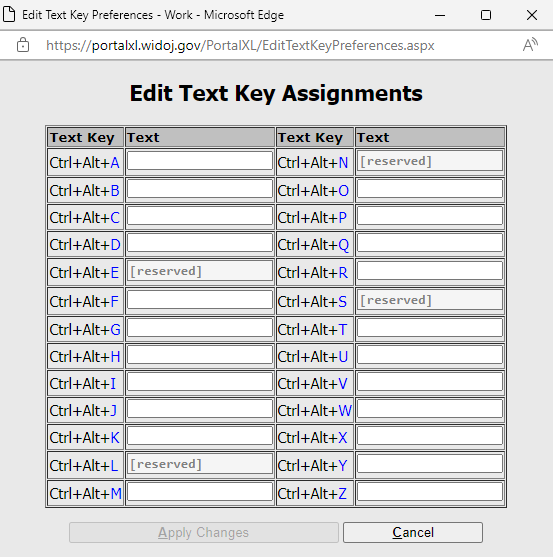 Edit Text Key Preferences - Work - Microsoft Edge
https://portalxl.widoj.gov/PortalXL/EditTextKeyPreferences.aspx
Edit Text Key Assignments
Text Key Text Text Key Text
Ctrl+Alt+A Ctrl+Alt+N [reserved]
Ctrl+Alt+B Ctrl+Alt+O
Ctrl+Alt+C Ctrl+Alt+P
Ctrl+Alt+D Ctrl+Alt+Q
Ctrl+Alt+E [reserved] Ctrl+Alt+R
Ctrl+Alt+F Ctrl+Alt+S [reserved]
Ctrl+Alt+G Ctrl+Alt+T
Ctrl+Alt+H Ctrl+Alt+U
Ctrl+Alt+I Ctrl+Alt+V
Ctrl+Alt+J Ctrl+Alt+W
Ctrl+Alt+K Ctrl+Alt+X
Ctrl+Alt+L [reserved] Ctrl+Alt+Y
Ctrl+Alt+M Ctrl+Alt+Z
Apply Changes Cancel